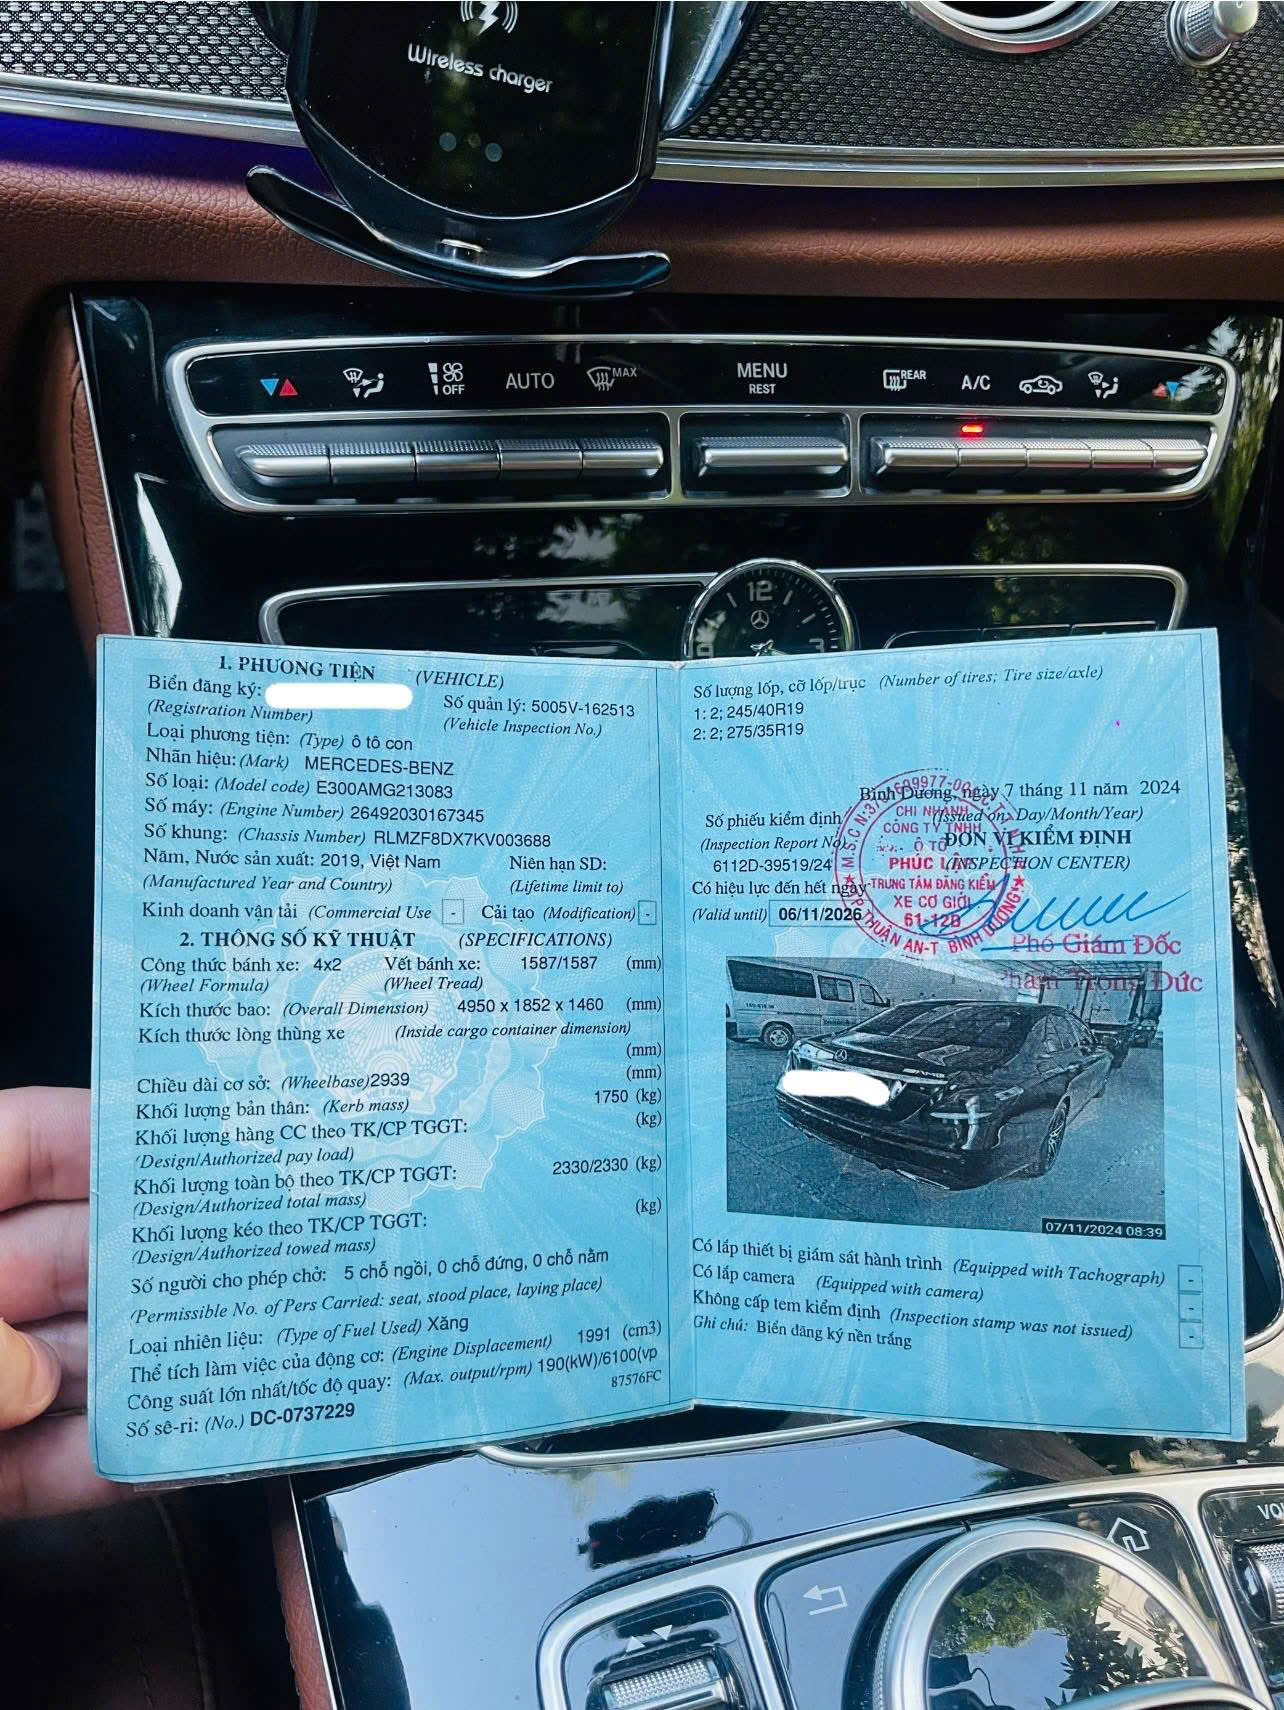 Wireless charger
OFF
AUTO
MAX
MENU
REST
REAR
A/C
12
3
1. PHƯƠNG TIỆN (VEHICLE)
Biển đăng ký:
(Registration Number)
Số quản lý: 5005V-162513
(Vehicle Inspection No.)
Loại phương tiện: (Type) ô tô con
Nhãn hiệu: (Mark) MERCEDES-BENZ
Số loại: (Model code) E300AMG213083
Số máy: (Engine Number) 26492030167345
Số khung: (Chassis Number) RLMZF8DX7KV003688
Năm, Nước sản xuất: 2019, Việt Nam Niên hạn SD:
(Manufactured Year and Country) (Lifetime limit to)
Kinh doanh vận tải (Commercial Use - Cải tạo (Modification) -
2. THÔNG SỐ KỸ THUẬT (SPECIFICATIONS)
Công thức bánh xe: 4x2 Vết bánh xe: 1587/1587 (mm)
(Wheel Formula) (Wheel Tread)
Kích thước bao: (Overall Dimension) 4950 x 1852 x 1460 (mm)
Kích thước lòng thùng xe (Inside cargo container dimension)
(mm)
Chiều dài cơ sở: (Wheelbase)2939 (mm)
Khối lượng bản thân: (Kerb mass) 1750 (kg)
Khối lượng hàng CC theo TK/CP TGGT: (kg)
(Design/Authorized pay load)
Khối lượng toàn bộ theo TK/CP TGGT: 2330/2330 (kg)
(Design/Authorized total mass)
Khối lượng kéo theo TK/CP TGGT: (kg)
(Design/Authorized towed mass)
Số người cho phép chở: 5 chỗ ngồi, 0 chỗ đứng, 0 chỗ nằm
(Permissible No. of Pers Carried: seat, stood place, laying place)
Loại nhiên liệu: (Type of Fuel Used) Xăng
Thể tích làm việc của động cơ: (Engine Displacement) 1991 (cm3)
Công suất lớn nhất/tốc độ quay: (Max. output/rpm) 190(kW)/6100(vp
87576FC
Số sê-ri: (No.) DC-0737229
Số lượng lốp, cỡ lốp/trục (Number of tires; Tire size/axle)
1: 2; 245/40R19
2: 2; 275/35R19
Bình Dương, ngày 7 tháng 11 năm 2024
(Issued on: Day/Month/Year)
Số phiếu kiểm định
(Inspection Report No
6112D-39519/24
ĐƠN VỊ KIỂM ĐỊNH
(INSPECTION CENTER)
Có hiệu lực đến hết ngày
(Valid until) 06/11/2026
CHI NHÁNH
CÔNG TY TNHH
Ô TÔ
PHÚC
TRUNG TÂM ĐĂNG KIỂM
XE CƠ GIỚI
61-12D
TP THUẬN AN-T BÌNH DƯƠNG
Phó Giám Đốc
Phạm Trọng Đức
AMG
07/11/2024 08:39
Có lắp thiết bị giám sát hành trình (Equipped with Tachograph) -
Có lắp camera (Equipped with camera) -
Không cấp tem kiểm định (Inspection stamp was not issued) -
Ghi chú: Biển đăng ký nền trắng
VIỆT NAM
VOL